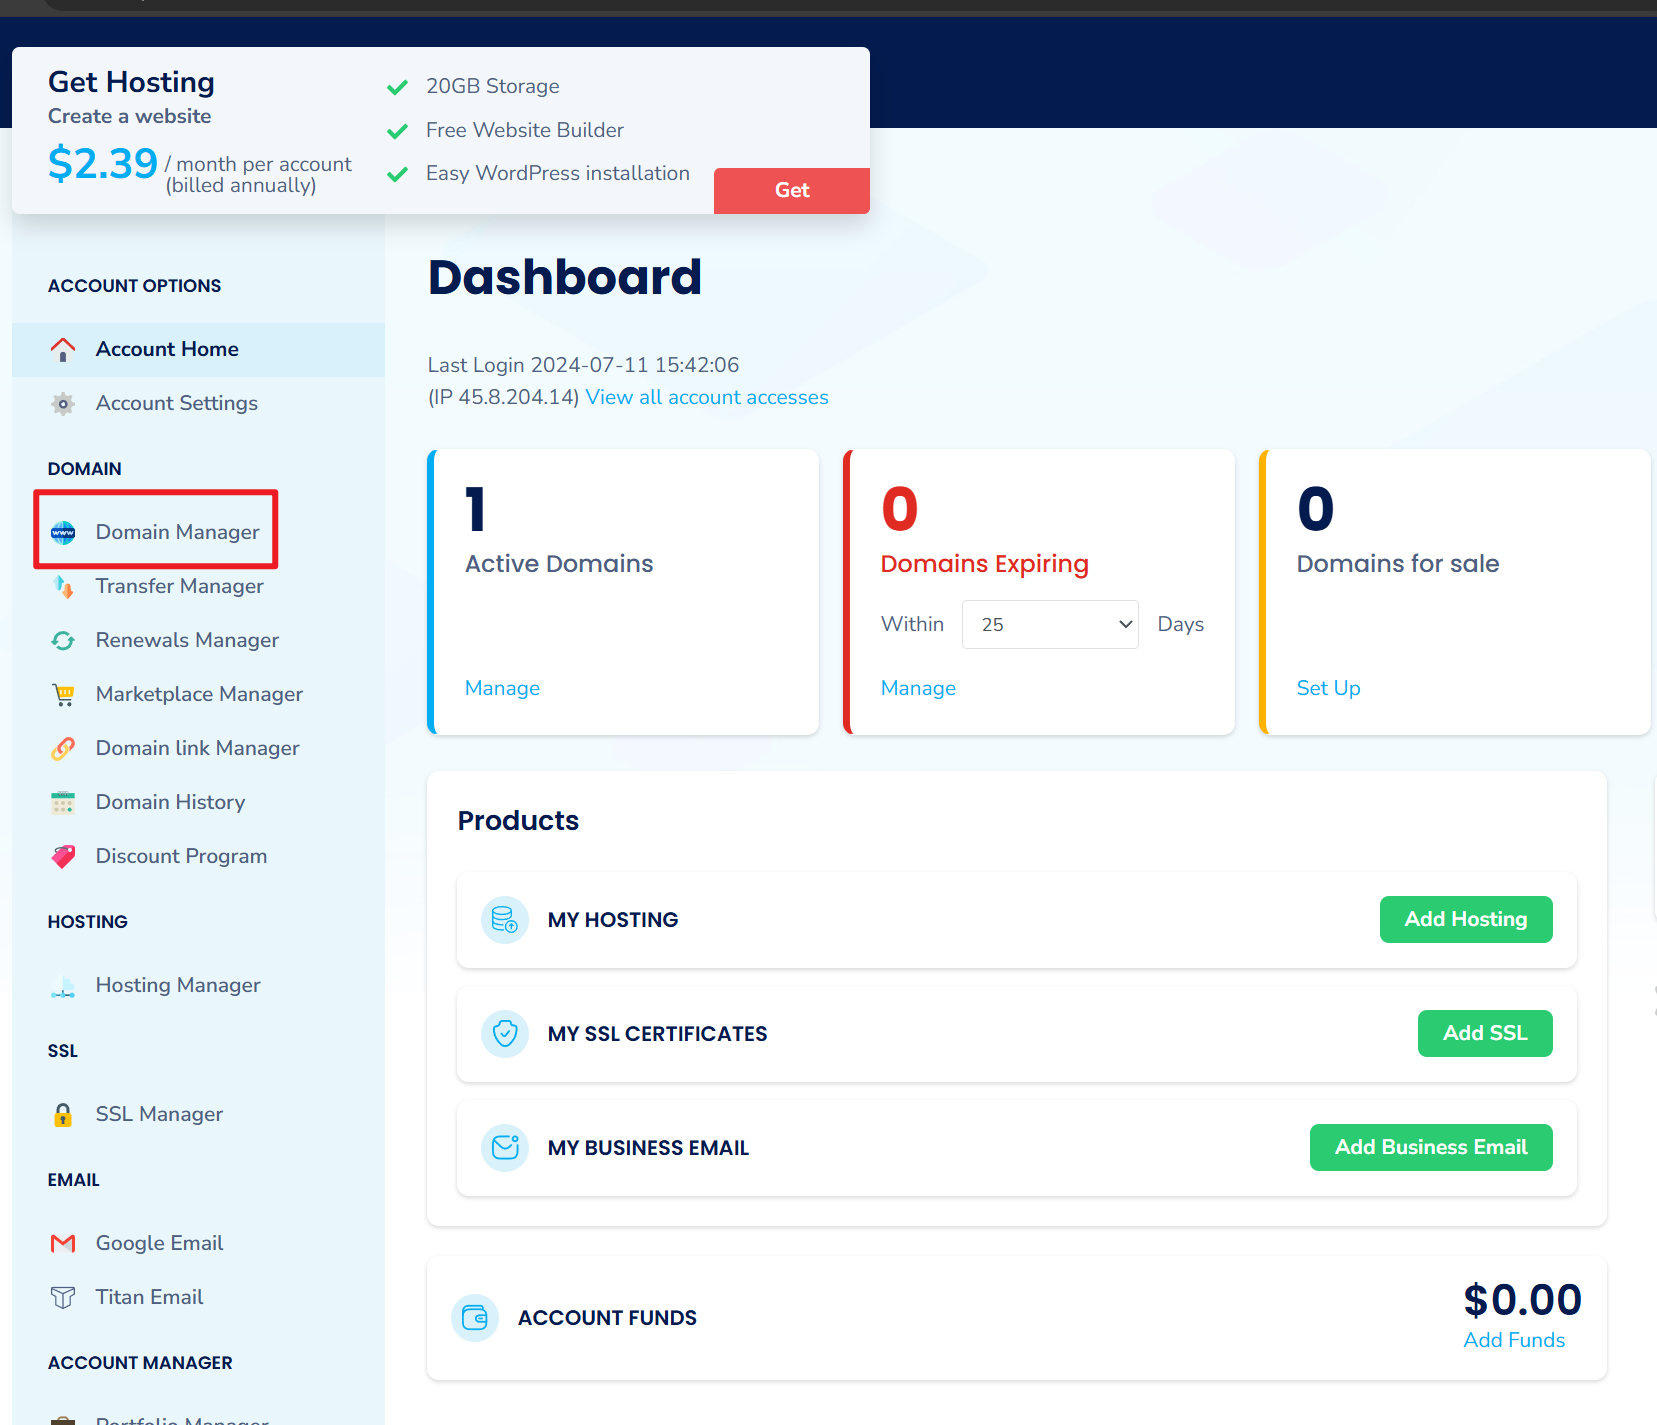 Get Hosting
Create a website
$2.39 / month per account
(billed annually)
20GB Storage
Free Website Builder
Easy WordPress installation
Get
ACCOUNT OPTIONS
Account Home
Account Settings
DOMAIN
www Domain Manager
Transfer Manager
Renewals Manager
Marketplace Manager
Domain link Manager
Domain History
Discount Program
HOSTING
Hosting Manager
SSL
SSL Manager
EMAIL
Google Email
Titan Email
ACCOUNT MANAGER
Portfolio Manager
Dashboard
Last Login 2024-07-11 15:42:06
(IP 45.8.204.14) View all account accesses
1
Active Domains
Manage
0
Domains Expiring
Within 25 Days
Manage
0
Domains for sale
Set Up
Products
MY HOSTING
Add Hosting
MY SSL CERTIFICATES
Add SSL
MY BUSINESS EMAIL
Add Business Email
ACCOUNT FUNDS
$0.00
Add Funds